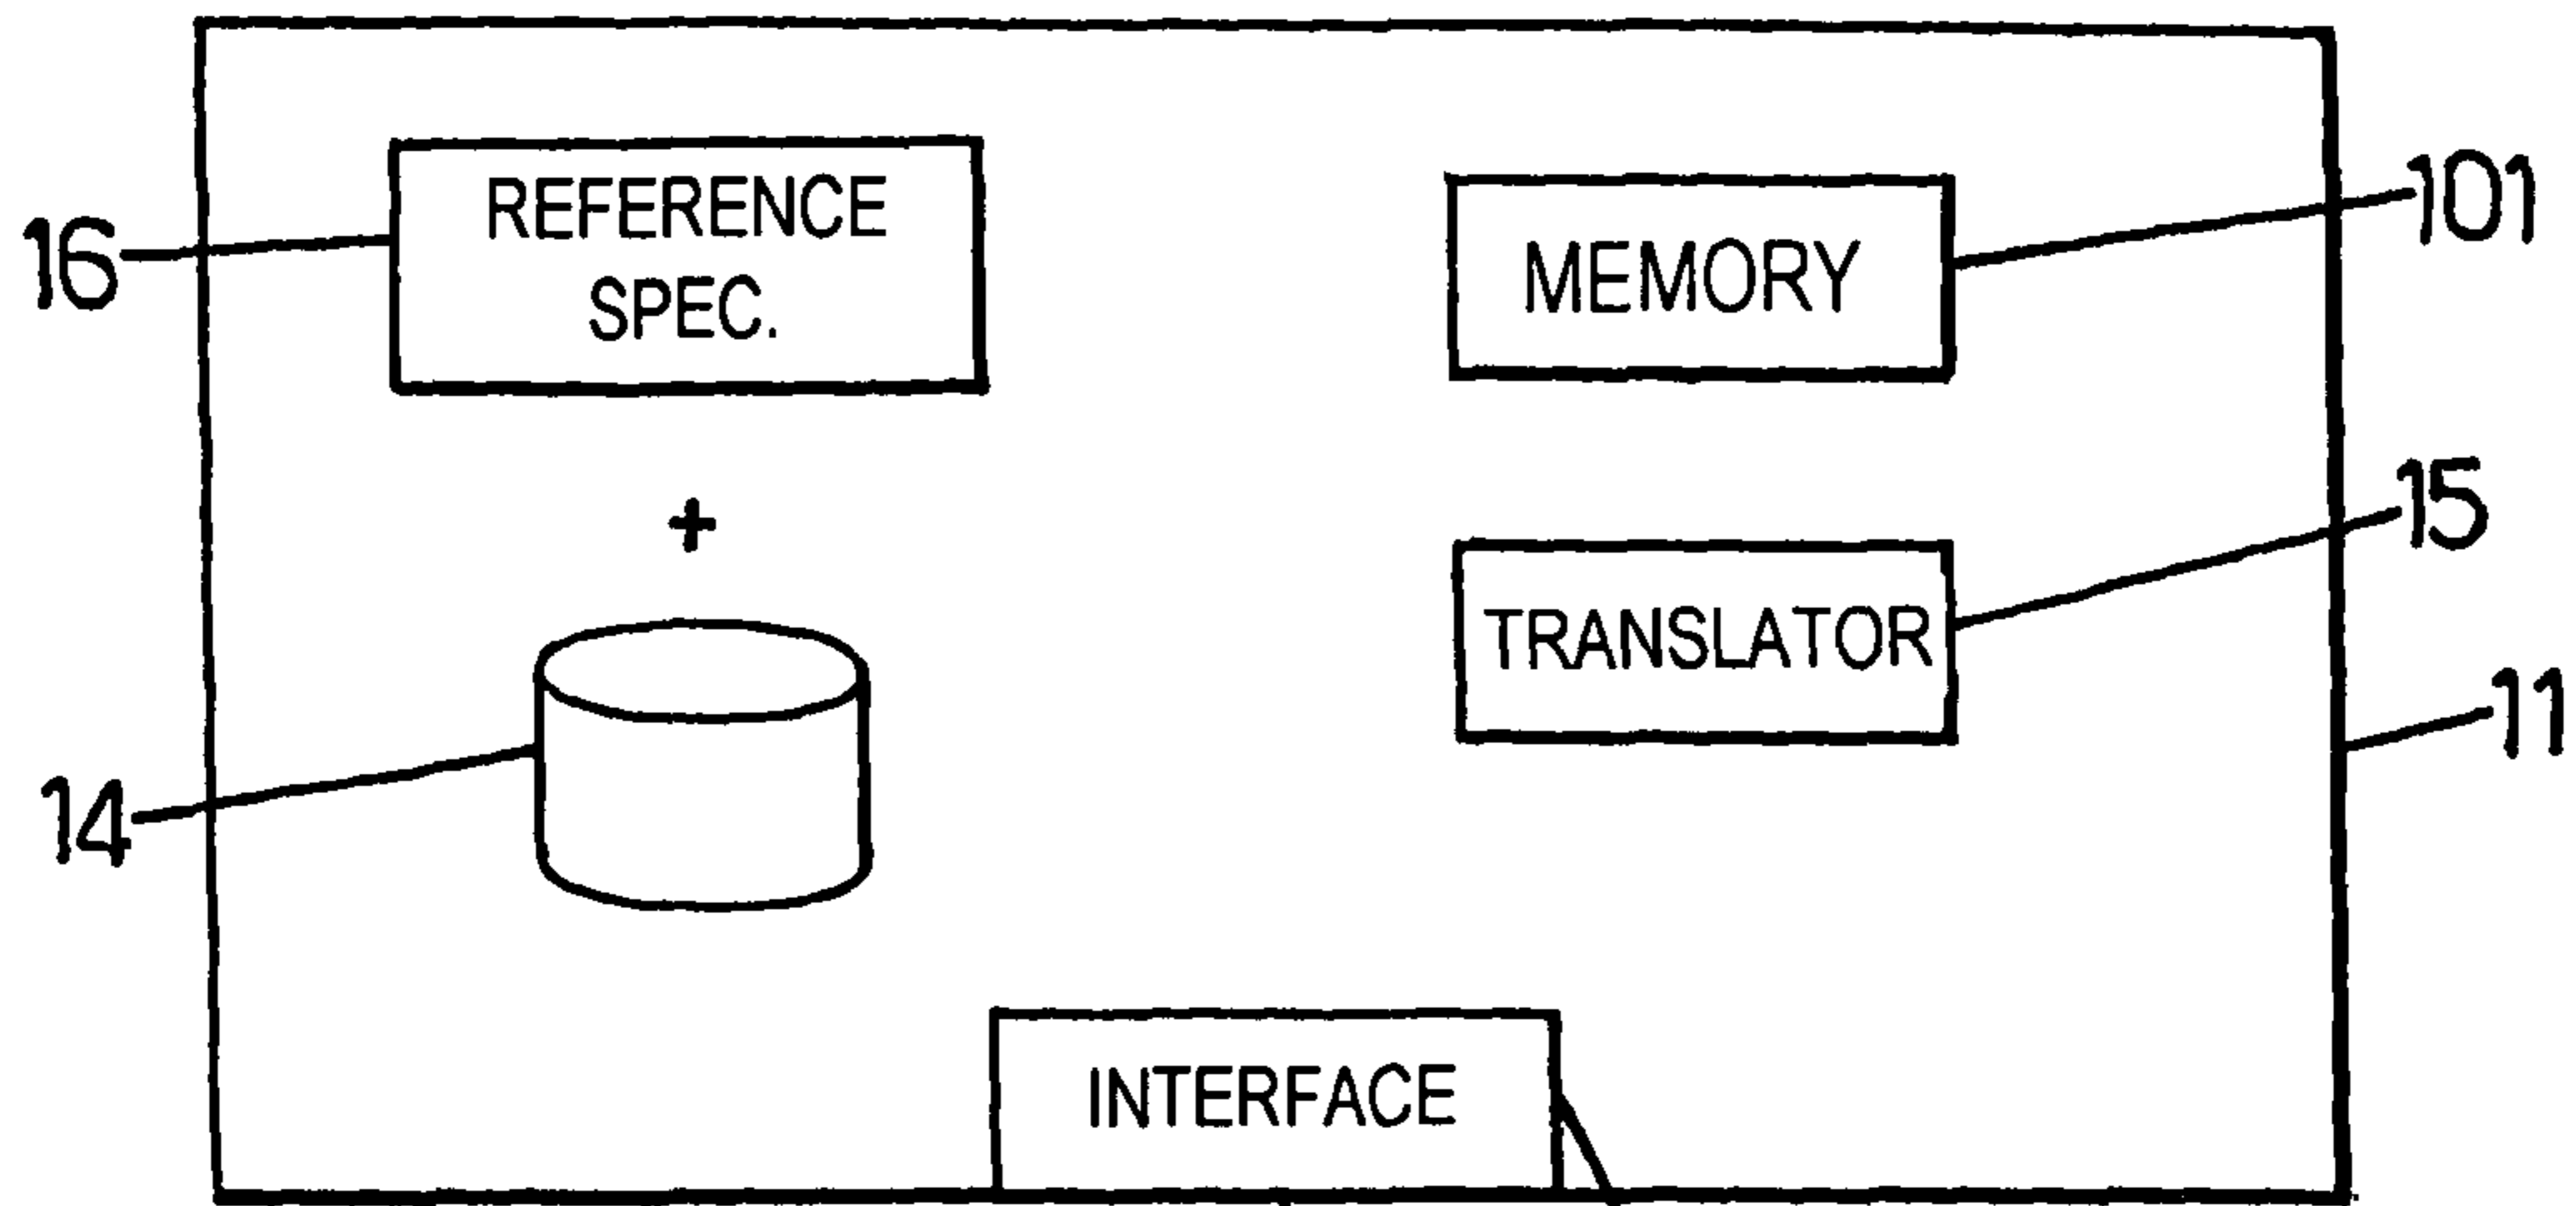 REFERENCE
SPEC.
16
MEMORY
101
+
TRANSLATOR
15
11
14
INTERFACE